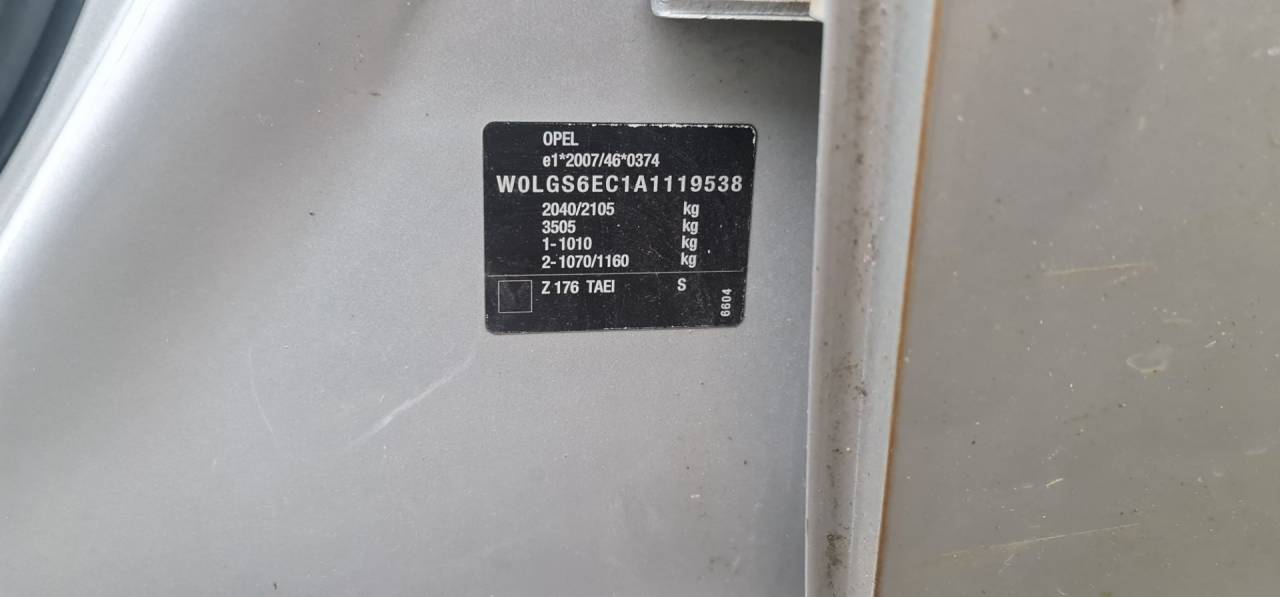 OPEL
e1*2007/46*0374
W0LGS6EC1A1119538
2040/2105 kg
3505 kg
1-1010 kg
2-1070/1160 kg
Z 176 TAEI S
6604